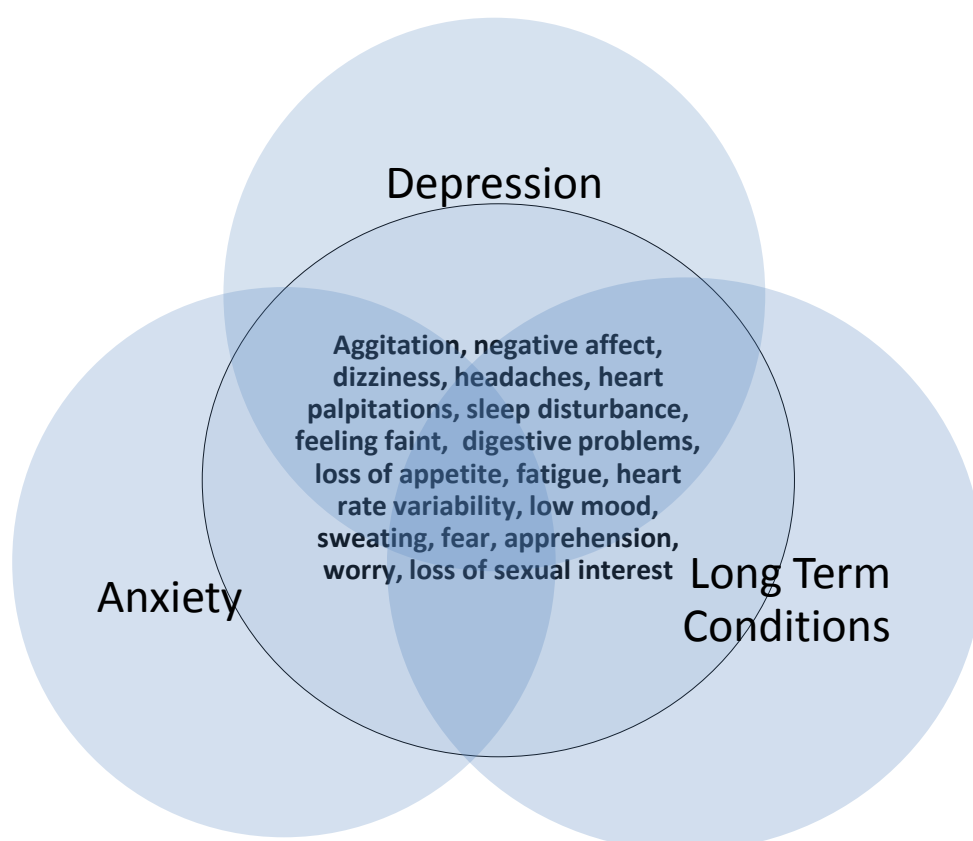 Depression
Aggitation, negative affect,
dizziness, headaches, heart
palpitations, sleep disturbance,
feeling faint,  digestive problems,
loss of appetite, fatigue, heart
rate variability, low mood,
sweating, fear, apprehension,
worry, loss of sexual interest
Anxiety
Long Term
Conditions